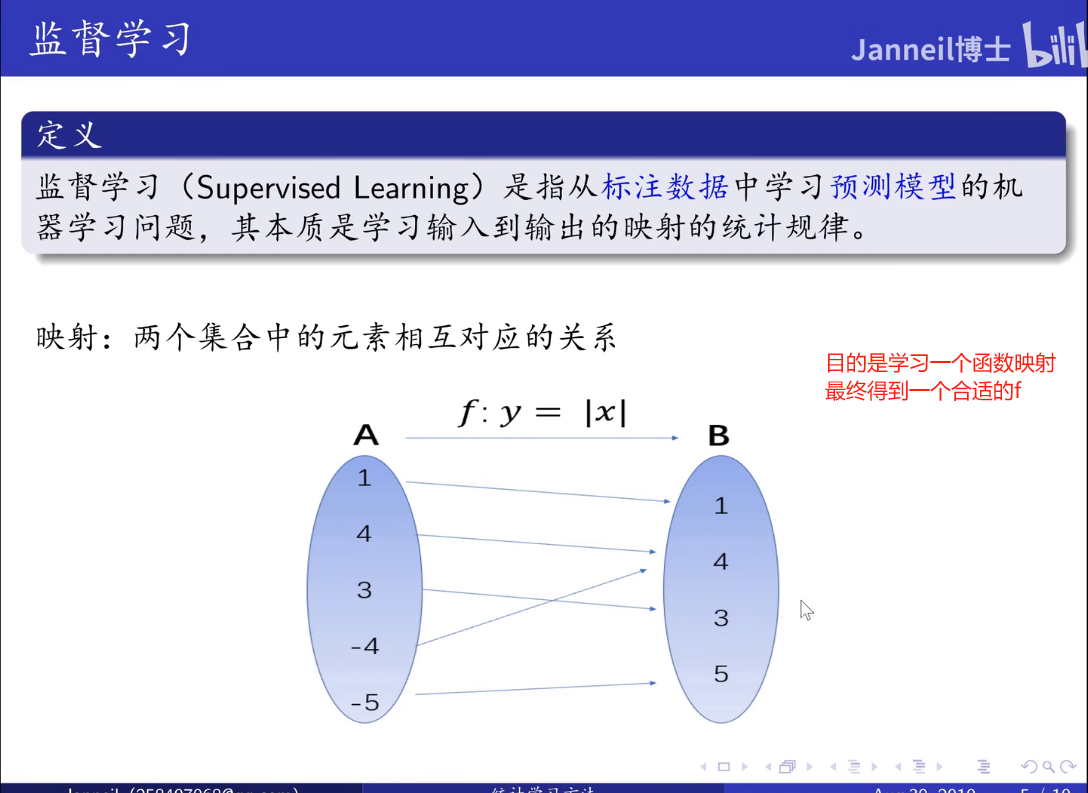 监督学习
Janneil博士 bilibili
定义
监督学习（Supervised Learning）是指从标注数据中学习预测模型的机
器学习问题，其本质是学习输入到输出的映射的统计规律。
映射：两个集合中的元素相互对应的关系
目的是学习一个函数映射
最终得到一个合适的f
f: y = |x|
A B
1 1
4 4
3 3
-4
-5 5
统计学习方法 5 / 19